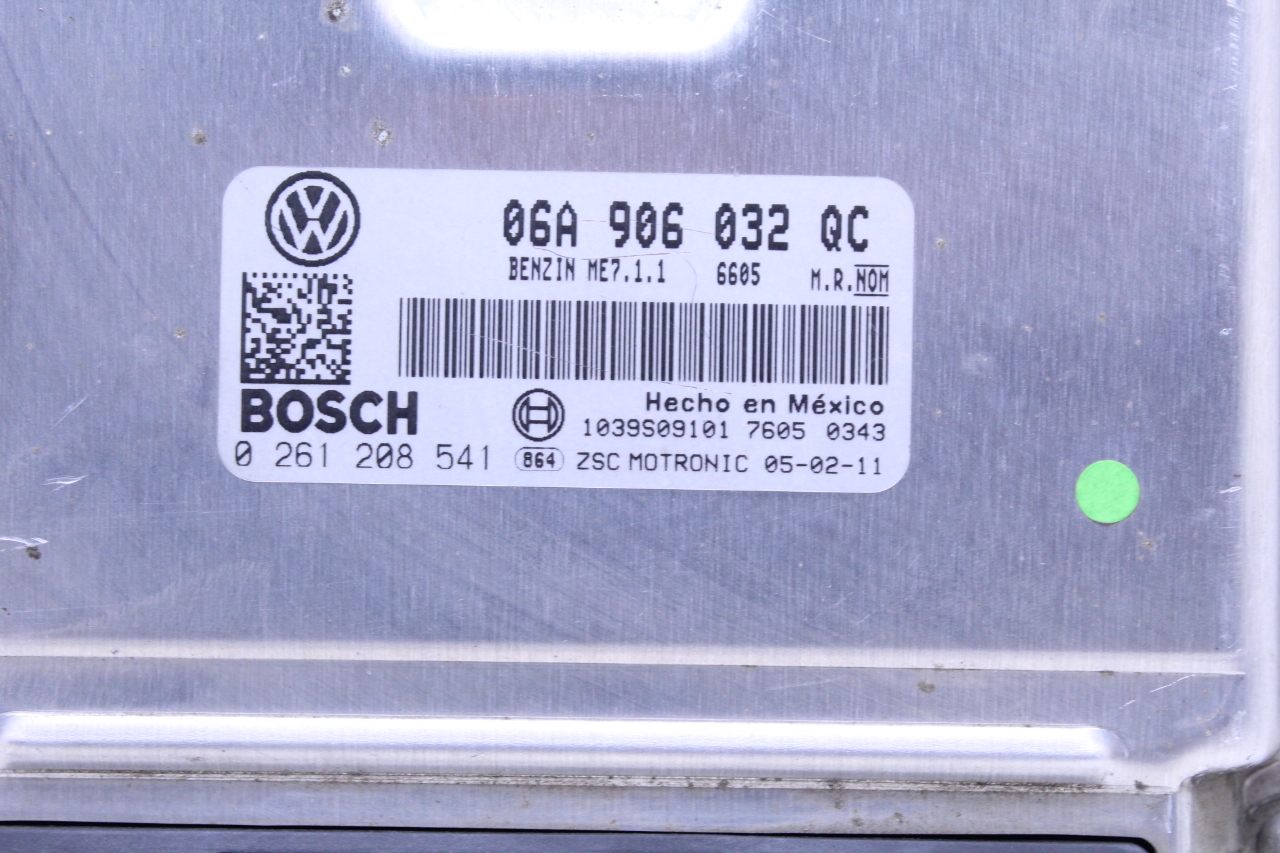 06A 906 032 QC
BENZIN ME7.1.1 6605 M.R.NOM
Hecho en México
BOSCH
1039S09101 7605 0343
0 261 208 541 864 ZSC MOTRONIC 05-02-11